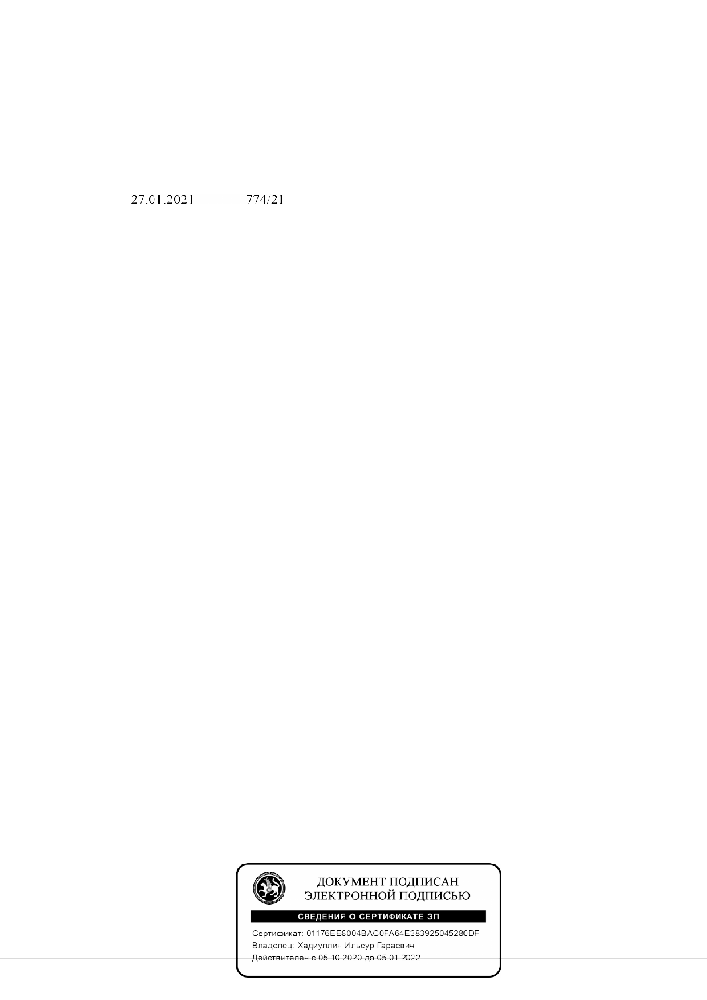 27.01.2021 774/21
ДОКУМЕНТ ПОДПИСАН
ЭЛЕКТРОННОЙ ПОДПИСЬЮ
СВЕДЕНИЯ О СЕРТИФИКАТЕ ЭП
Сертификат: 01176EE8004BAC0FA64E383925045280DF
Владелец: Хадиуллин Ильсур Гараевич
Действителен с 05.10.2020 до 05.01.2022